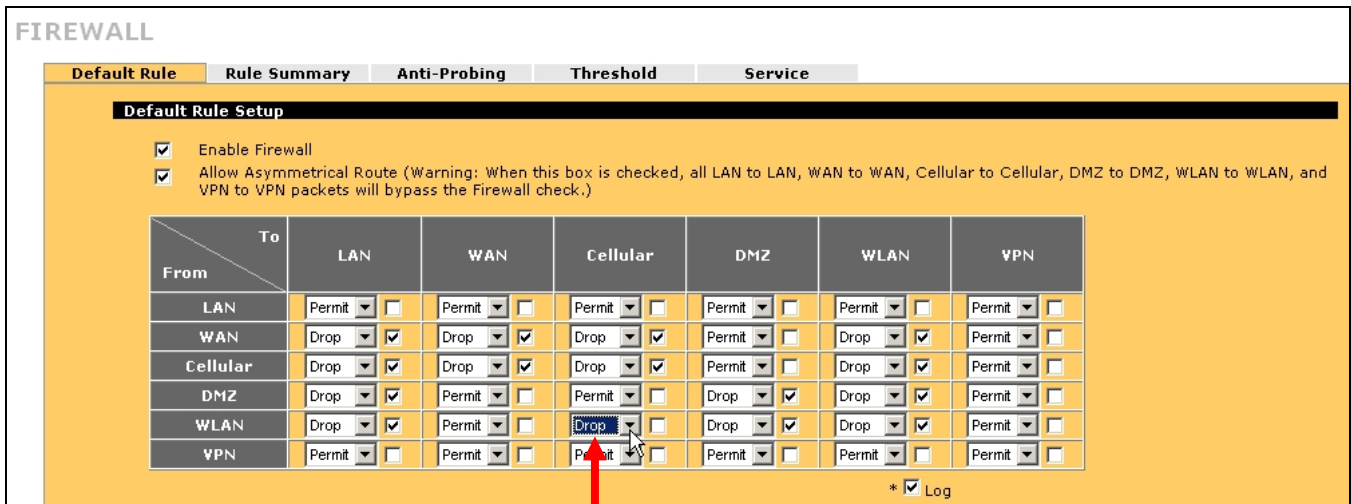 FIREWALL
Default Rule Rule Summary Anti-Probing Threshold Service
Default Rule Setup
Enable Firewall
Allow Asymmetrical Route (Warning: When this box is checked, all LAN to LAN, WAN to WAN, Cellular to Cellular, DMZ to DMZ, WLAN to WLAN, and
VPN to VPN packets will bypass the Firewall check.)
To
From
LAN WAN Cellular DMZ WLAN VPN
LAN Permit Permit Permit Permit Permit Permit
WAN Drop Drop Drop Permit Drop Permit
Cellular Drop Drop Drop Permit Drop Permit
DMZ Drop Permit Permit Drop Drop Permit
WLAN Drop Permit Drop Drop Drop Permit
VPN Permit Permit Permit Permit Permit Permit
* Log